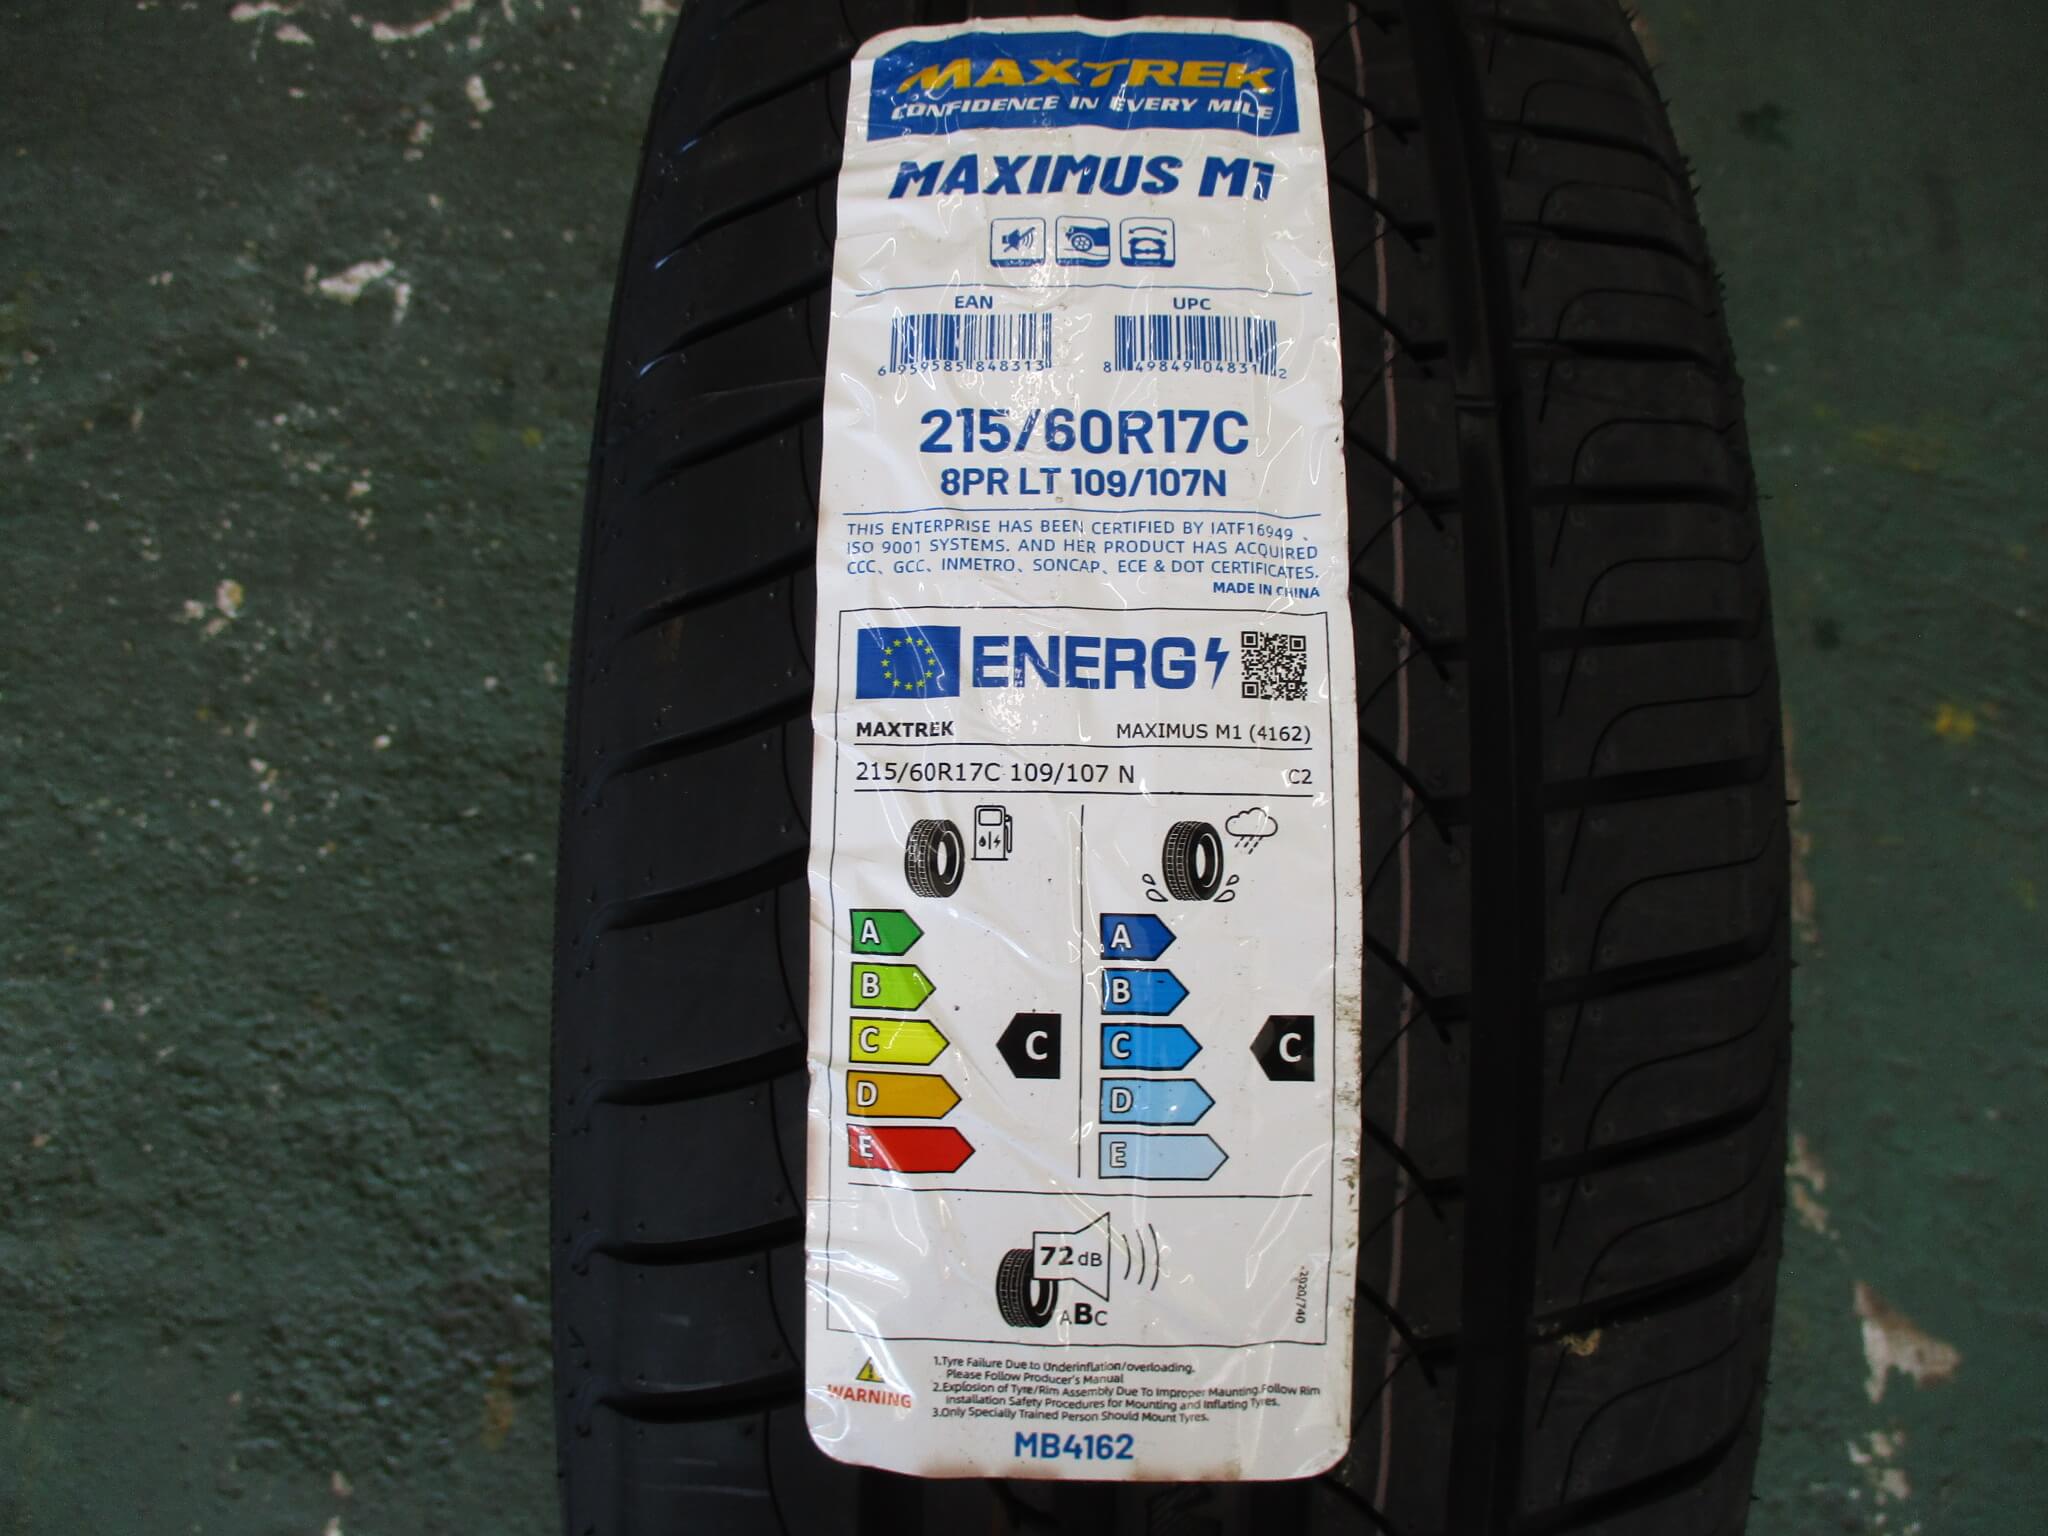 MAXTREK
CONFIDENCE IN EVERY MILE
MAXIMUS M1
EAN UPC
6 959585 848313 8 49849 04831 2
215/60R17C
8PR LT 109/107N
THIS ENTERPRISE HAS BEEN CERTIFIED BY IATF16949、
ISO 9001 SYSTEMS. AND HER PRODUCT HAS ACQUIRED
CCC、GCC、INMETRO、SONCAP、ECE & DOT CERTIFICATES.
MADE IN CHINA
ENERG
MAXTREK MAXIMUS M1 (4162)
215/60R17C 109/107 N C2
A A
B B
C C C C
D D
E E
72 dB
ABC
2020/740
WARNING
1.Tyre Failure Due to Underinflation/overloading.
Please Follow Producer's Manual
2.Explosion of Tyre/Rim Assembly Due To Improper Mounting.Follow Rim
Installation Safety Procedures for Mounting and Inflating Tyres.
3.Only Specially Trained Person Should Mount Tyres.
MB4162